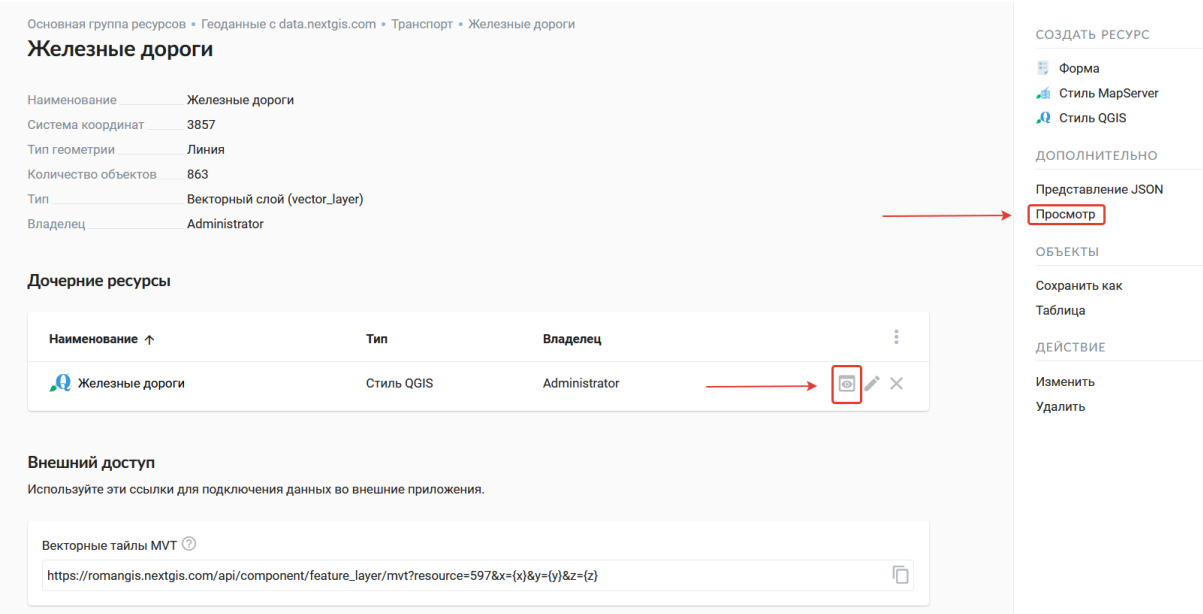 Основная группа ресурсов • Геоданные с data.nextgis.com • Транспорт • Железные дороги
Железные дороги
Наименование Железные дороги
Система координат 3857
Тип геометрии Линия
Количество объектов 863
Тип Векторный слой (vector_layer)
Владелец Administrator
Дочерние ресурсы
Наименование ↑ Тип Владелец
Железные дороги Стиль QGIS Administrator
Внешний доступ
Используйте эти ссылки для подключения данных во внешние приложения.
Векторные тайлы MVT ?
https://romangis.nextgis.com/api/component/feature_layer/mvt?resource=597&x={x}&y={y}&z={z}
СОЗДАТЬ РЕСУРС
Форма
Стиль MapServer
Стиль QGIS
ДОПОЛНИТЕЛЬНО
Представление JSON
Просмотр
ОБЪЕКТЫ
Сохранить как
Таблица
ДЕЙСТВИЕ
Изменить
Удалить